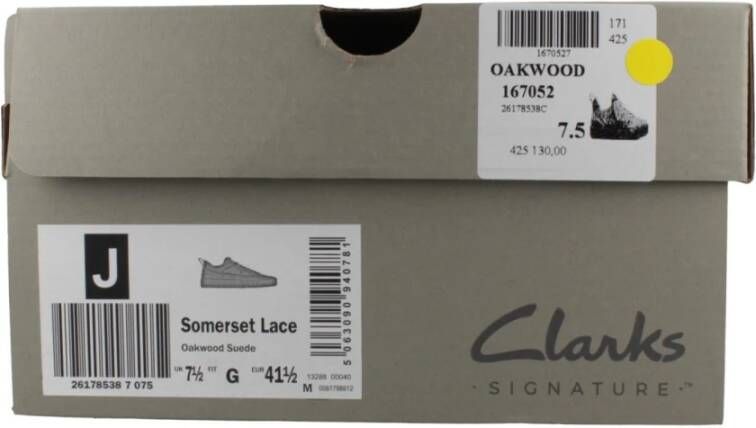 171
425
1670527
OAKWOOD
167052
26178538C
7.5
425 130,00
J
Somerset Lace
Oakwood Suede
UK 7½ FIT G EUR 41½
26178538 7 075
5 063090 940781
13288 00040
M
Clarks
· SIGNATURE ·™